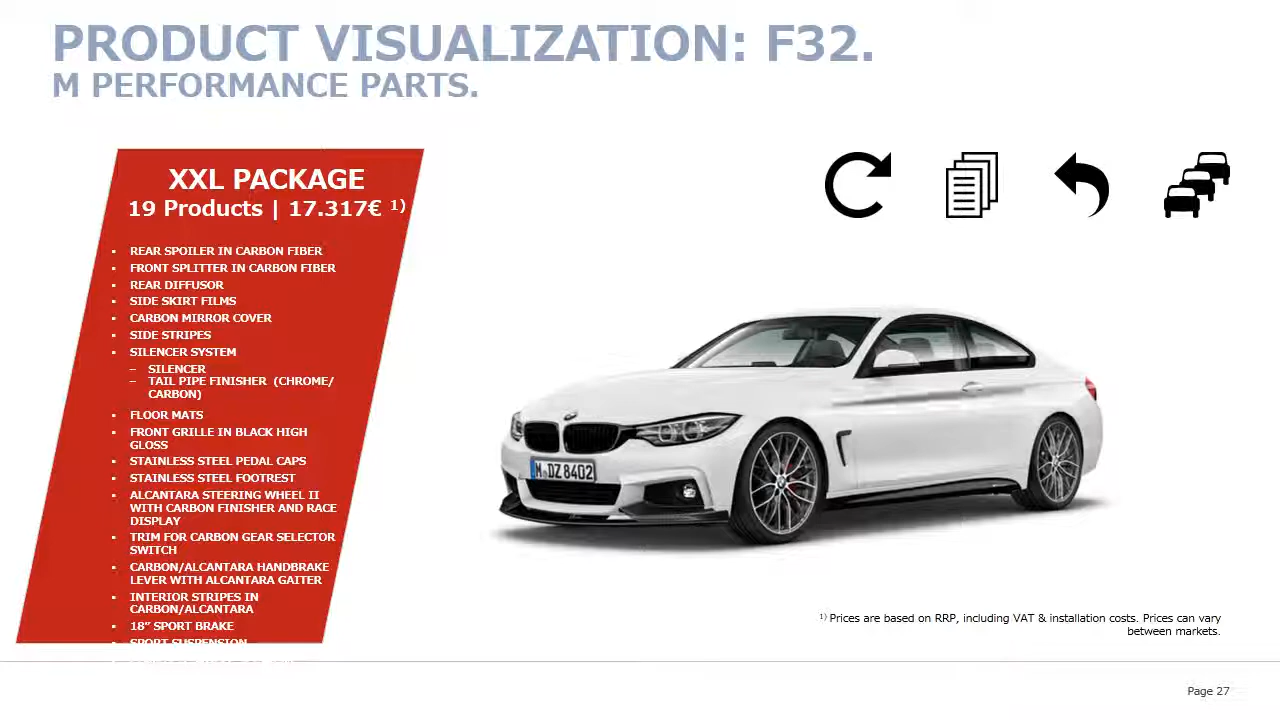 PRODUCT VISUALIZATION: F32.
M PERFORMANCE PARTS.
XXL PACKAGE
19 Products | 17.317€ 1)
▪ REAR SPOILER IN CARBON FIBER
▪ FRONT SPLITTER IN CARBON FIBER
▪ REAR DIFFUSOR
▪ SIDE SKIRT FILMS
▪ CARBON MIRROR COVER
▪ SIDE STRIPES
▪ SILENCER SYSTEM
– SILENCER
– TAIL PIPE FINISHER (CHROME/
CARBON)
▪ FLOOR MATS
▪ FRONT GRILLE IN BLACK HIGH
GLOSS
▪ STAINLESS STEEL PEDAL CAPS
▪ STAINLESS STEEL FOOTREST
▪ ALCANTARA STEERING WHEEL II
WITH CARBON FINISHER AND RACE
DISPLAY
▪ TRIM FOR CARBON GEAR SELECTOR
SWITCH
▪ CARBON/ALCANTARA HANDBRAKE
LEVER WITH ALCANTARA GAITER
▪ INTERIOR STRIPES IN
CARBON/ALCANTARA
▪ 18” SPORT BRAKE
▪ SPORT SUSPENSION
M DZ 8402
1) Prices are based on RRP, including VAT & installation costs. Prices can vary
between markets.
Page 27